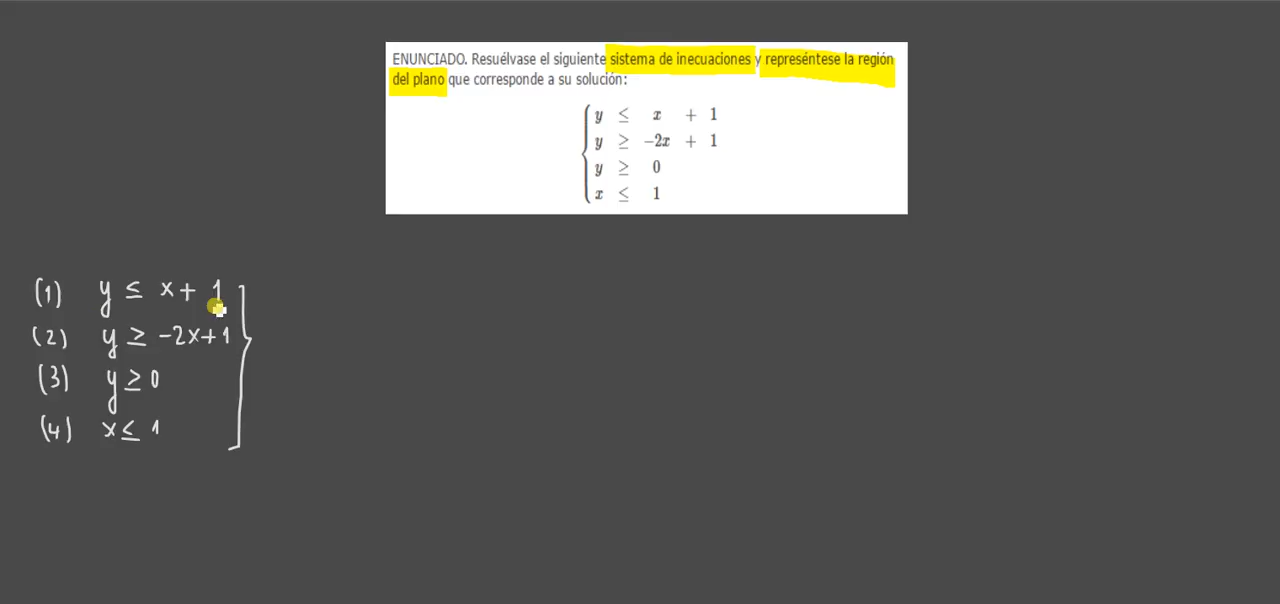 ENUNCIADO. Resuélvase el siguiente sistema de inecuaciones y represéntese la región
del plano que corresponde a su solución:
y ≤ x + 1
y ≥ -2x + 1
y ≥ 0
x ≤ 1
(1) y ≤ x + 1
(2) y ≥ -2x+1
(3) y ≥ 0
(4) x ≤ 1